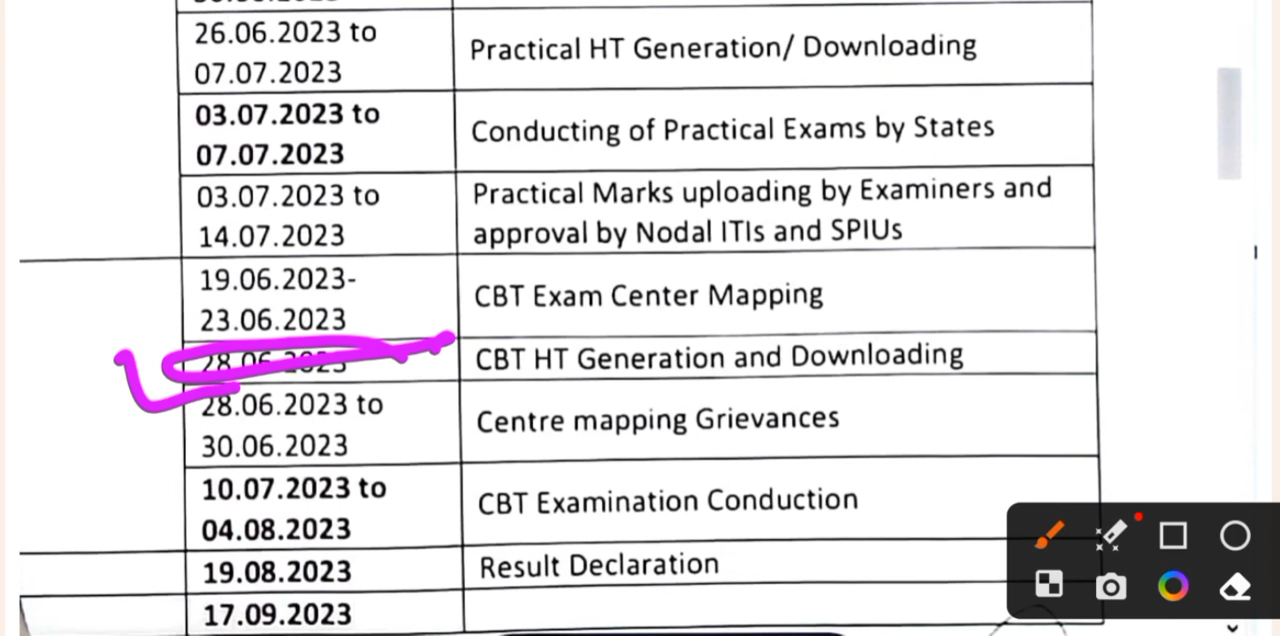 26.06.2023 to
07.07.2023
Practical HT Generation/ Downloading
03.07.2023 to
07.07.2023
Conducting of Practical Exams by States
03.07.2023 to
14.07.2023
Practical Marks uploading by Examiners and
approval by Nodal ITIs and SPIUs
19.06.2023-
23.06.2023
CBT Exam Center Mapping
28.06.2023
CBT HT Generation and Downloading
28.06.2023 to
30.06.2023
Centre mapping Grievances
10.07.2023 to
04.08.2023
CBT Examination Conduction
19.08.2023
Result Declaration
17.09.2023